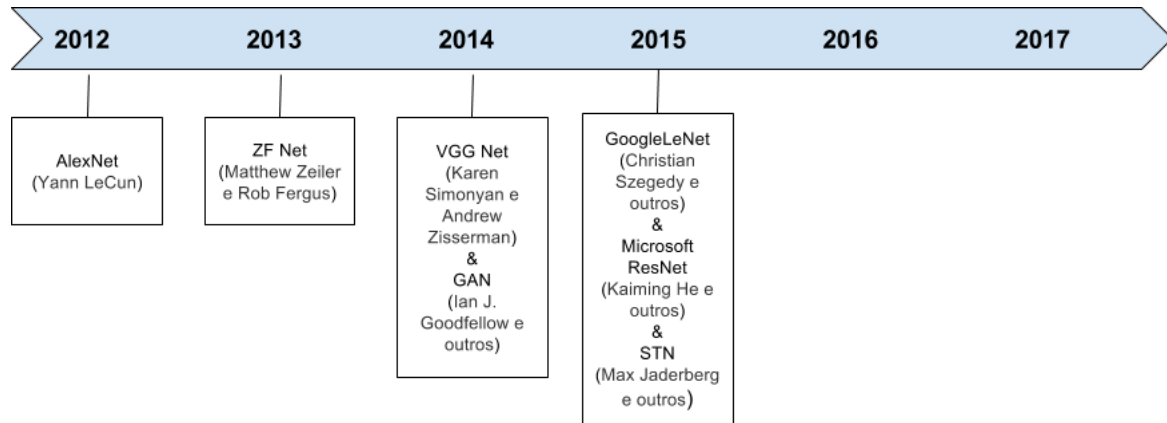 2012 2013 2014 2015 2016 2017
AlexNet
(Yann LeCun)
ZF Net
(Matthew Zeiler
e Rob Fergus)
VGG Net
(Karen
Simonyan e
Andrew
Zisserman)
&
GAN
(Ian J.
Goodfellow e
outros)
GoogleLeNet
(Christian
Szegedy e
outros)
&
Microsoft
ResNet
(Kaiming He e
outros)
&
STN
(Max Jaderberg
e outros)